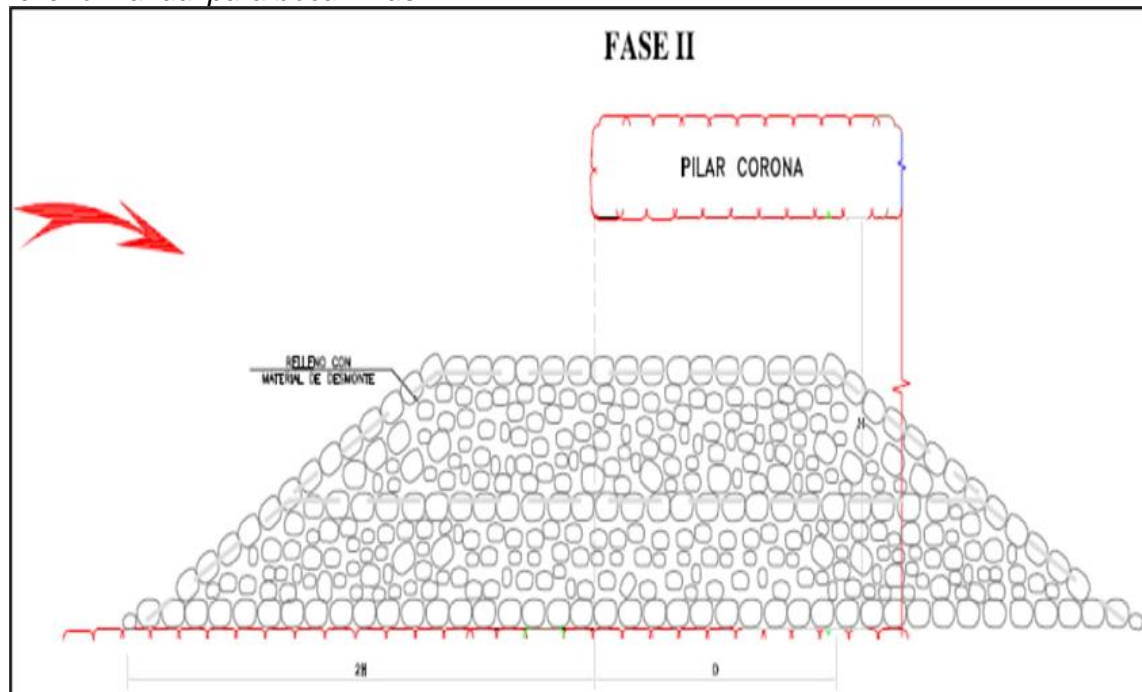 FASE II
PILAR CORONA
RELLENO CON
MATERIAL DE DESMONTE
H
2H
D